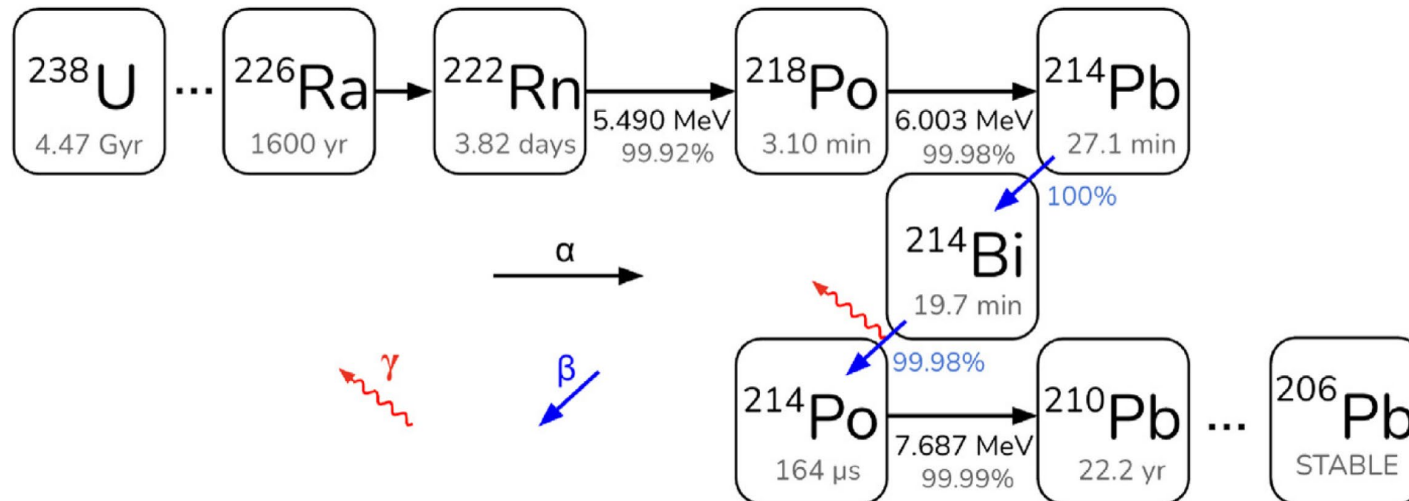 ²³⁸U ... ²²⁶Ra ²²²Rn ²¹⁸Po ²¹⁴Pb
4.47 Gyr 1600 yr 3.82 days 5.490 MeV 3.10 min 6.003 MeV 27.1 min
99.92% 99.98%
100%
²¹⁴Bi
α
19.7 min
γ β 99.98%
²¹⁴Po ²¹⁰Pb ... ²⁰⁶Pb
164 µs 7.687 MeV 22.2 yr STABLE
99.99%